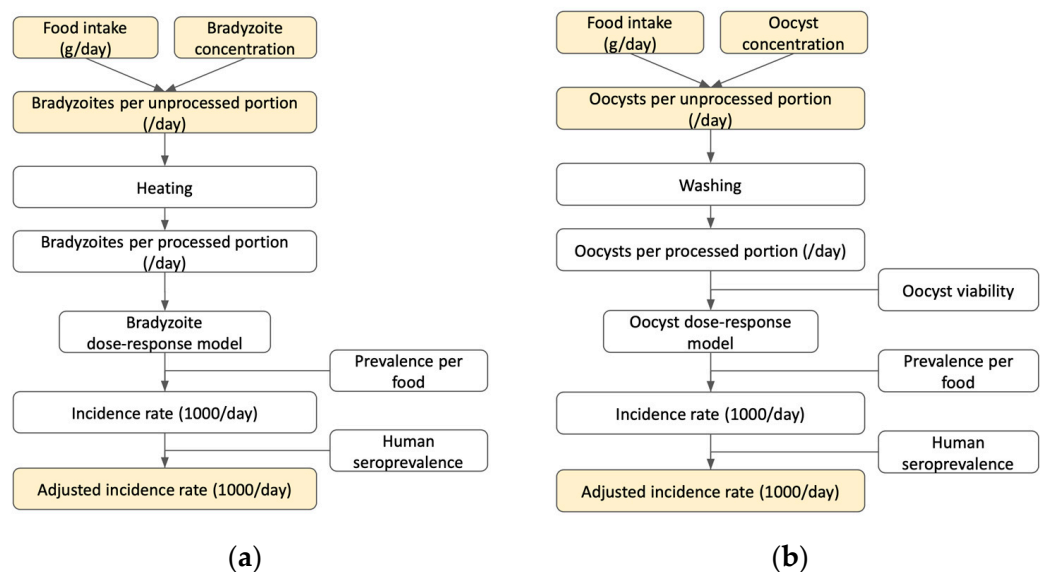 Food intake
(g/day)
Bradyzoite
concentration
Bradyzoites per unprocessed portion
(/day)
Heating
Bradyzoites per processed portion
(/day)
Bradyzoite
dose-response model
Prevalence per
food
Incidence rate (1000/day)
Human
seroprevalence
Adjusted incidence rate (1000/day)
(a)
Food intake
(g/day)
Oocyst
concentration
Oocysts per unprocessed portion
(/day)
Washing
Oocysts per processed portion (/day)
Oocyst viability
Oocyst dose-response
model
Prevalence per
food
Incidence rate (1000/day)
Human
seroprevalence
Adjusted incidence rate (1000/day)
(b)